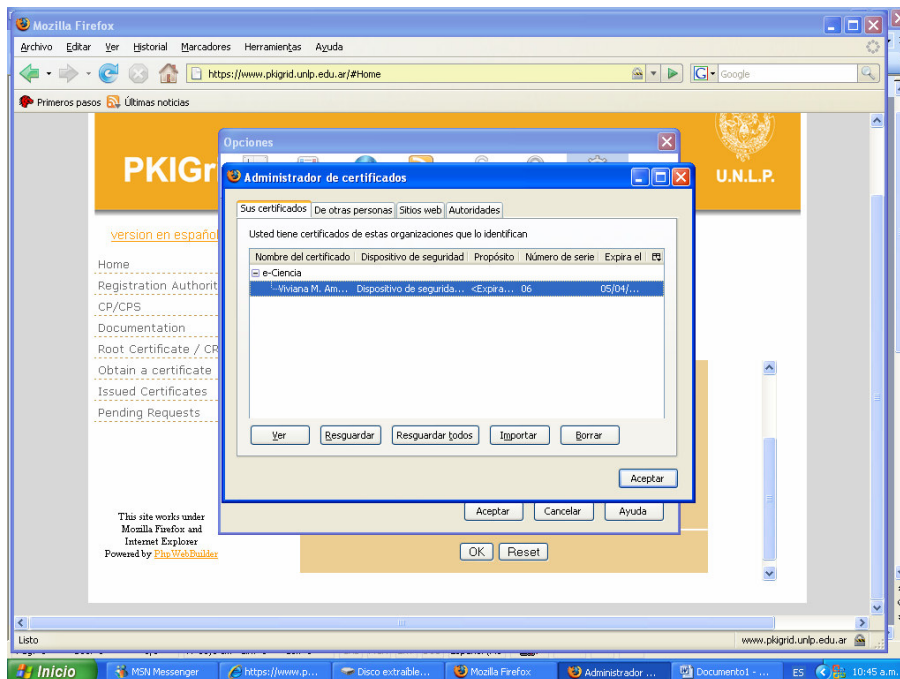 Mozilla Firefox
Archivo Editar Ver Historial Marcadores Herramientas Ayuda
https://www.pkigrid.unlp.edu.ar/#Home
Google
Primeros pasos Últimas noticias
Opciones
PKIGr
U.N.L.P.
Administrador de certificados
Sus certificados De otras personas Sitios web Autoridades
Usted tiene certificados de estas organizaciones que lo identifican
Nombre del certificado Dispositivo de seguridad Propósito Número de serie Expira el
e-Ciencia
Viviana M. Am... Dispositivo de segurida... <Expira... 06 05/04/...
Ver Resguardar Resguardar todos Importar Borrar
Aceptar
version en español
Home
Registration Authorit
CP/CPS
Documentation
Root Certificate / CR
Obtain a certificate
Issued Certificates
Pending Requests
Aceptar Cancelar Ayuda
This site works under
Mozilla Firefox and
Internet Explorer
Powered by PhpWebBuilder
OK Reset
Listo
www.pkigrid.unlp.edu.ar
Inicio MSN Messenger https://www.p... Disco extraíble... Mozilla Firefox Administrador ... Documento1 - ... ES 10:45 a.m.